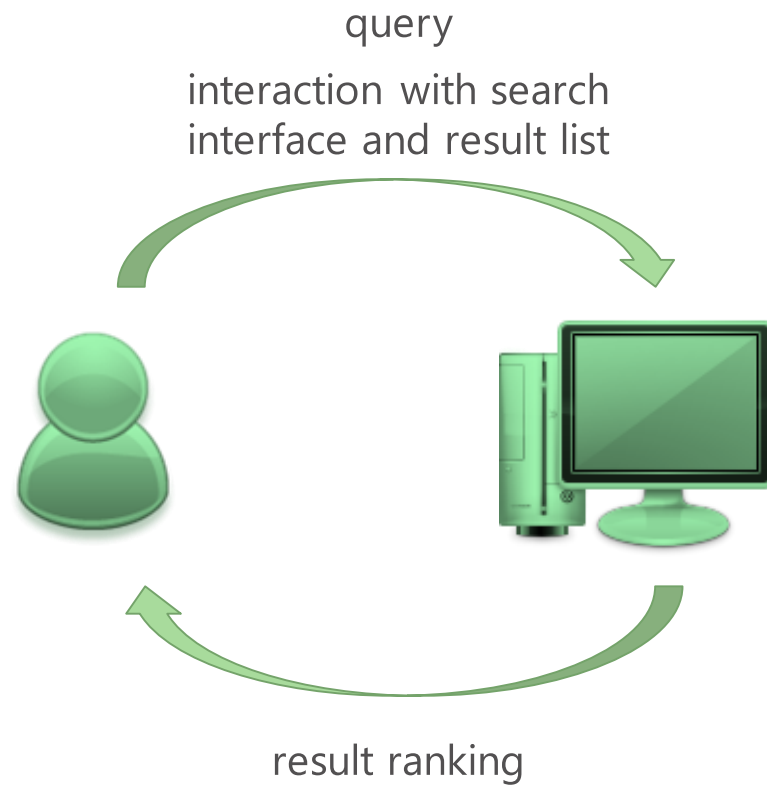 query
interaction with search
interface and result list
result ranking